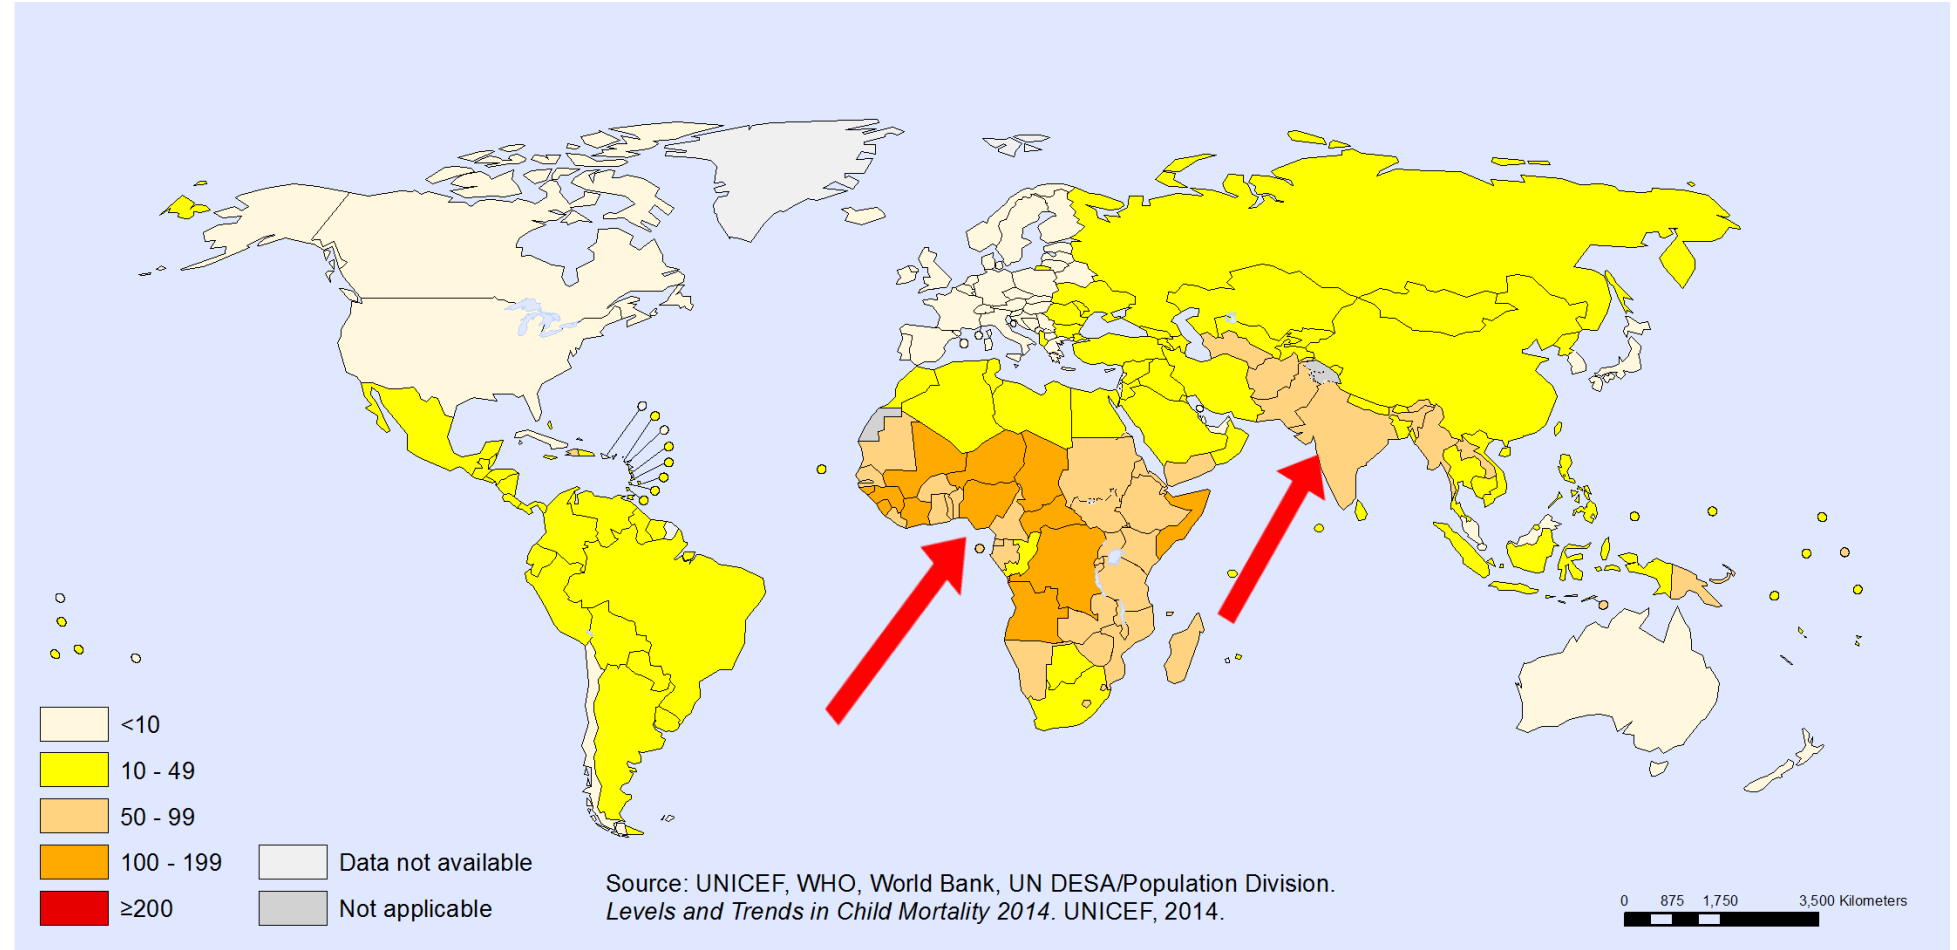 <10
10 - 49
50 - 99
100 - 199
≥200
Data not available
Not applicable
Source: UNICEF, WHO, World Bank, UN DESA/Population Division.
Levels and Trends in Child Mortality 2014. UNICEF, 2014.
0 875 1,750 3,500 Kilometers